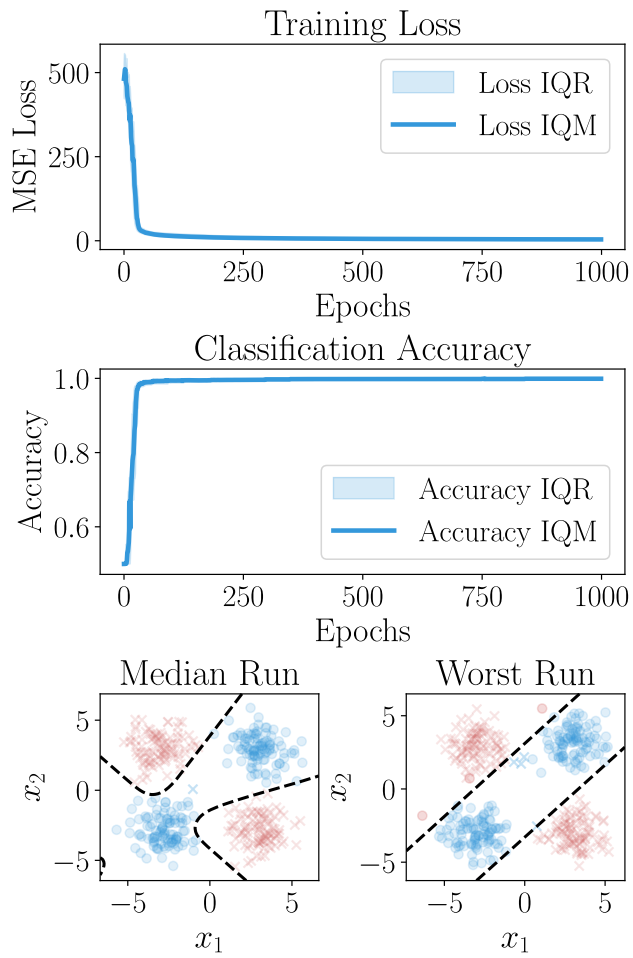 Training Loss
MSE Loss
500
250
0
Loss IQR
Loss IQM
0 250 500 750 1000
Epochs
Classification Accuracy
Accuracy
1.0
0.8
0.6
Accuracy IQR
Accuracy IQM
0 250 500 750 1000
Epochs
Median Run
x₂
5
0
−5
−5 0 5
x₁
Worst Run
x₂
5
0
−5
−5 0 5
x₁